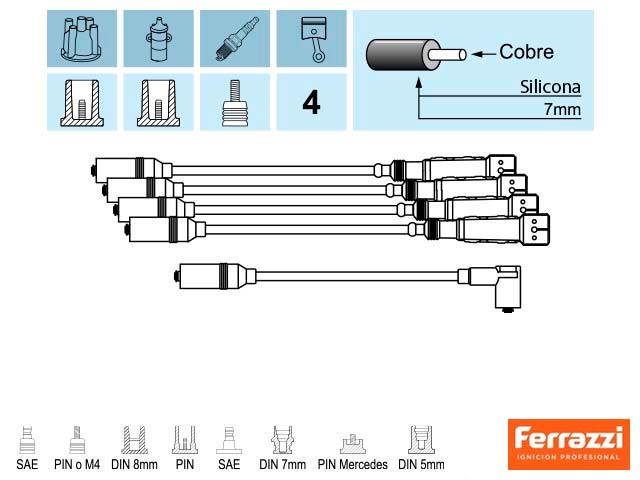 Cobre
4
Silicona
7mm
SAE PIN o M4 DIN 8mm PIN SAE DIN 7mm PIN Mercedes DIN 5mm
Ferrazzi
IGNICION PROFESIONAL